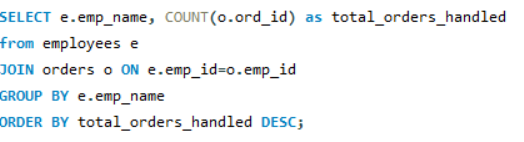 SELECT e.emp_name, COUNT(o.ord_id) as total_orders_handled
from employees e
JOIN orders o ON e.emp_id=o.emp_id
GROUP BY e.emp_name
ORDER BY total_orders_handled DESC;